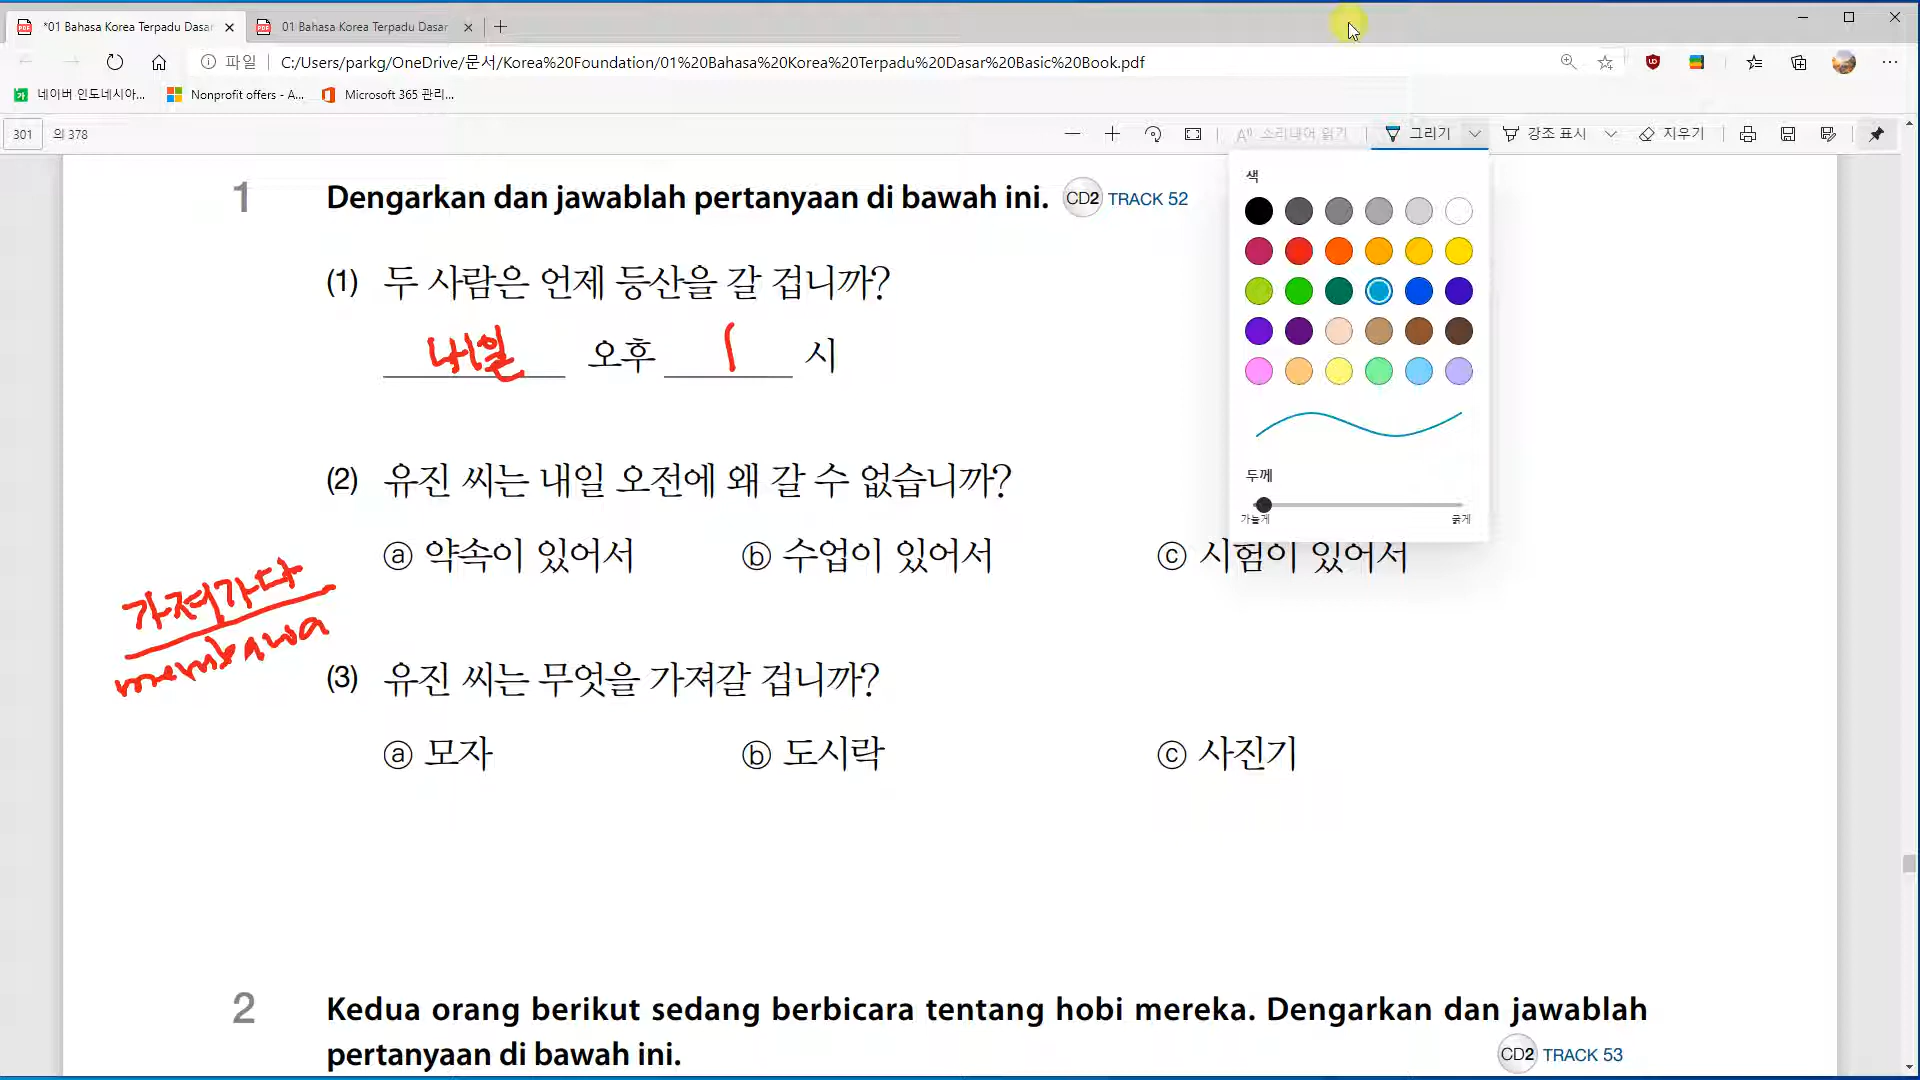 *01 Bahasa Korea Terpadu Dasar
01 Bahasa Korea Terpadu Dasar
파일
C:/Users/parkg/OneDrive/문서/Korea%20Foundation/01%20Bahasa%20Korea%20Terpadu%20Dasar%20Basic%20Book.pdf
네이버 인도네시아...
Nonprofit offers - A...
Microsoft 365 관리...
301 의 378
소리내어 읽기
그리기
강조 표시
지우기
색
두께
가늘게
굵게
1 Dengarkan dan jawablah pertanyaan di bawah ini. CD2 TRACK 52
(1) 두 사람은 언제 등산을 갈 겁니까?
내일 오후 1 시
(2) 유진 씨는 내일 오전에 왜 갈 수 없습니까?
ⓐ 약속이 있어서 ⓑ 수업이 있어서 ⓒ 시험이 있어서
가져가다
membawa
(3) 유진 씨는 무엇을 가져갈 겁니까?
ⓐ 모자 ⓑ 도시락 ⓒ 사진기
2 Kedua orang berikut sedang berbicara tentang hobi mereka. Dengarkan dan jawablah
pertanyaan di bawah ini. CD2 TRACK 53